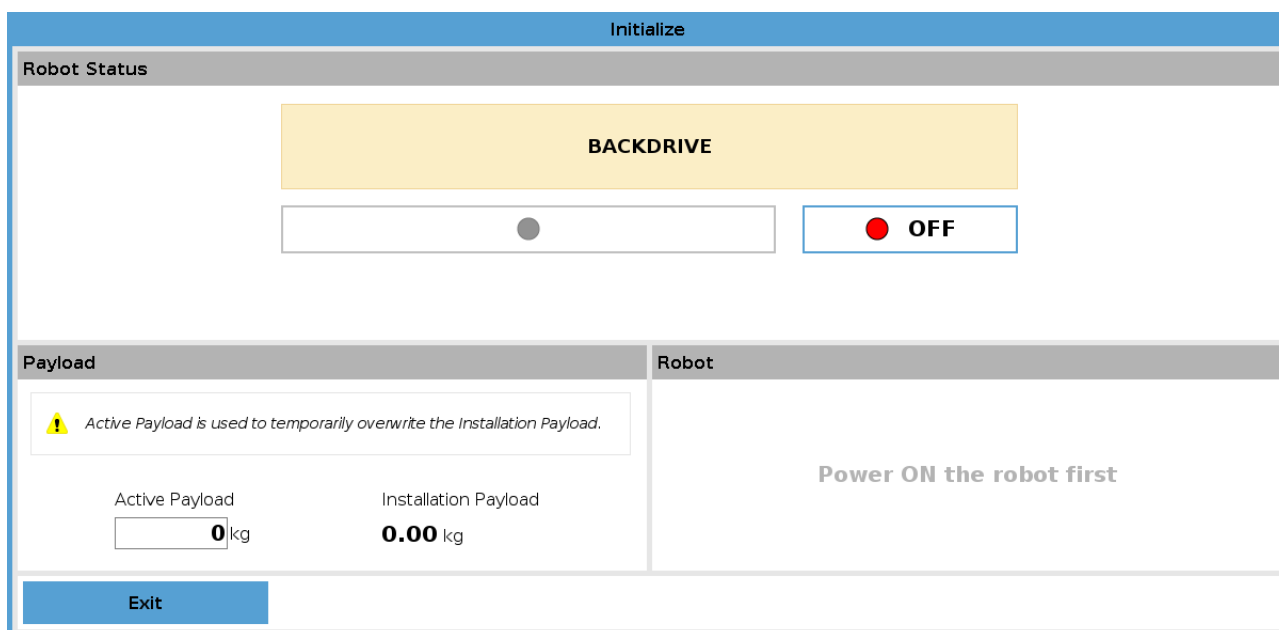 Initialize
Robot Status
BACKDRIVE
OFF
Payload
Active Payload is used to temporarily overwrite the Installation Payload.
Active Payload
Installation Payload
0 kg
0.00 kg
Robot
Power ON the robot first
Exit